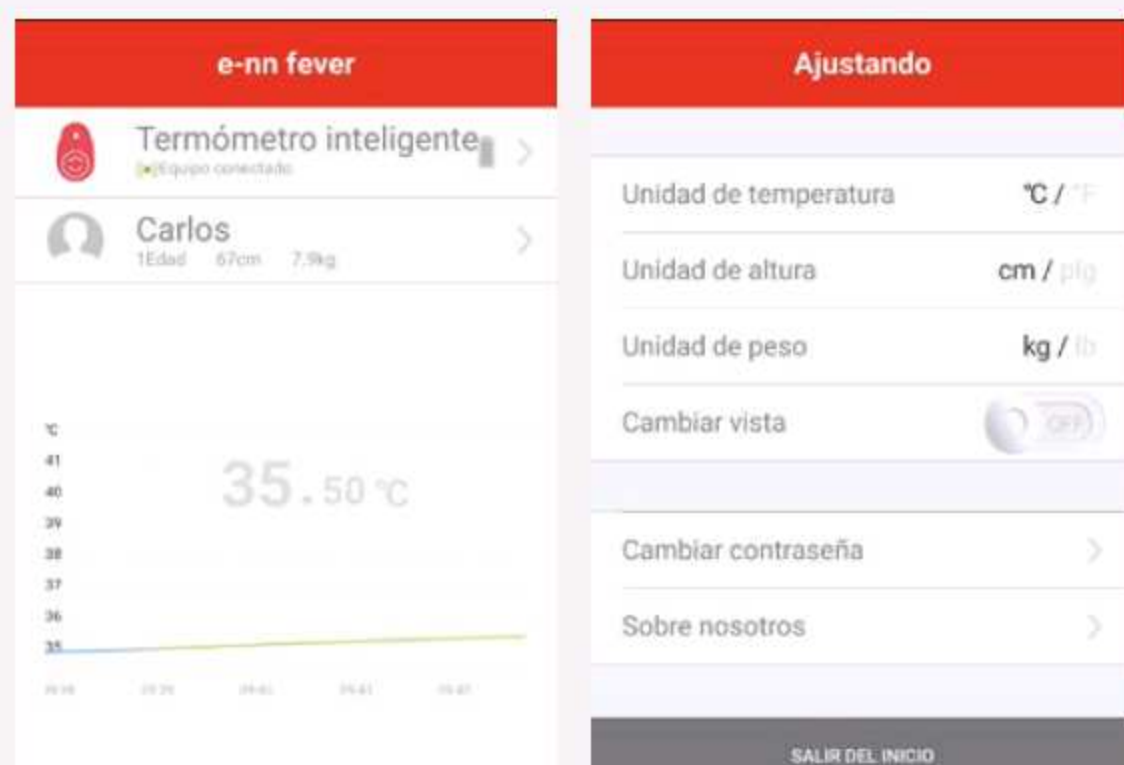 e-nn fever
Termómetro inteligente
Equipo conectado
Carlos
1Edad 67cm 7.9kg
℃
41
40
39
38
37
36
35
35.50 ℃
Ajustando
Unidad de temperatura ℃ / °F
Unidad de altura cm / plg
Unidad de peso kg / lb
Cambiar vista OFF
Cambiar contraseña
Sobre nosotros
SALIR DEL INICIO